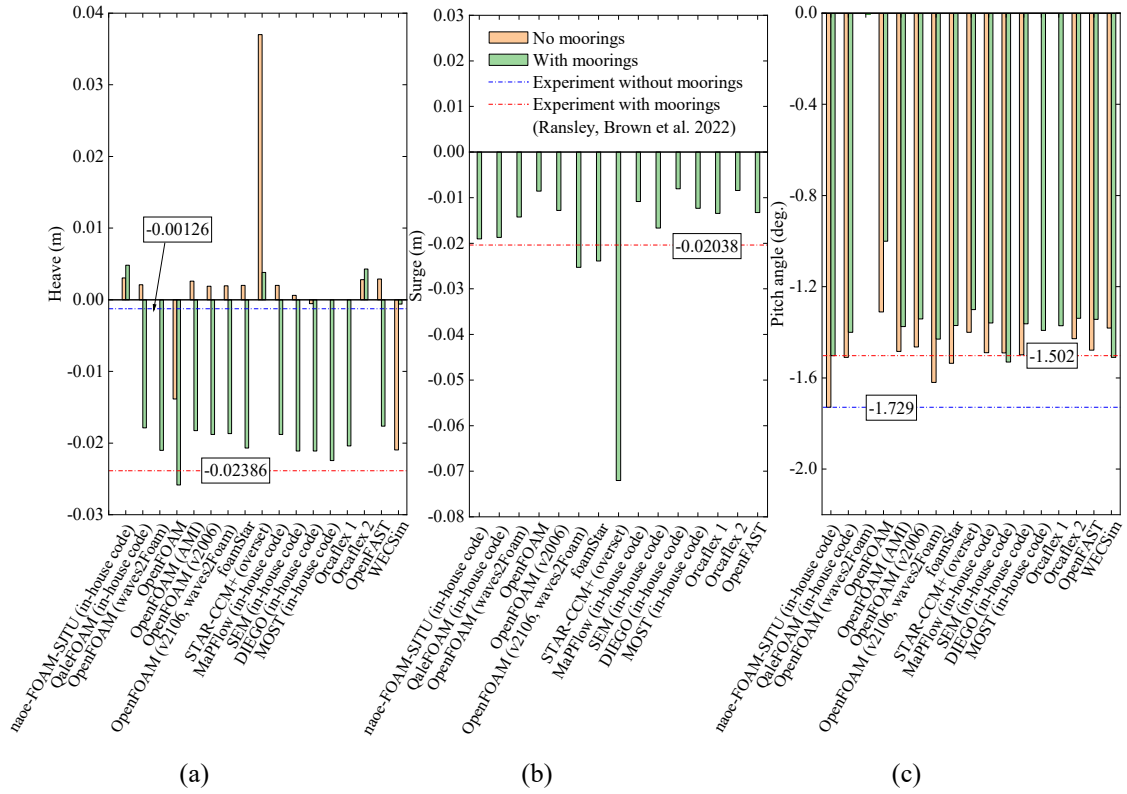 0.04
0.03
0.02
0.01
0.00
-0.01
-0.02
-0.03
Heave (m)
-0.00126
-0.02386
naoe-FOAM-SJTU (in-house code)
QaleFOAM (in-house code)
OpenFOAM (waves2Foam)
OpenFOAM
OpenFOAM (AMI)
OpenFOAM (v2006)
OpenFOAM (v2106, waves2Foam)
foamStar
STAR-CCM+ (overset)
MaPFlow (in-house code)
SEM (in-house code)
DIEGO (in-house code)
MOST (in-house code)
Orcaflex 1
Orcaflex 2
OpenFAST
WECSim
(a)
0.03
0.02
0.01
0.00
-0.01
-0.02
-0.03
-0.04
-0.05
-0.06
-0.07
-0.08
Surge (m)
No moorings
With moorings
Experiment without moorings
Experiment with moorings
(Ransley, Brown et al. 2022)
-0.02038
naoe-FOAM-SJTU (in-house code)
QaleFOAM (in-house code)
OpenFOAM (waves2Foam)
OpenFOAM
OpenFOAM (v2006)
OpenFOAM (v2106, waves2Foam)
foamStar
STAR-CCM+ (overset)
MaPFlow (in-house code)
SEM (in-house code)
DIEGO (in-house code)
MOST (in-house code)
Orcaflex 1
Orcaflex 2
OpenFAST
(b)
0.0
-0.4
-0.8
-1.2
-1.6
-2.0
Pitch angle (deg.)
-1.502
-1.729
naoe-FOAM-SJTU (in-house code)
QaleFOAM (in-house code)
OpenFOAM (waves2Foam)
OpenFOAM
OpenFOAM (AMI)
OpenFOAM (v2006)
OpenFOAM (v2106, waves2Foam)
foamStar
STAR-CCM+ (overset)
MaPFlow (in-house code)
SEM (in-house code)
DIEGO (in-house code)
MOST (in-house code)
Orcaflex 1
Orcaflex 2
OpenFAST
WECSim
(c)